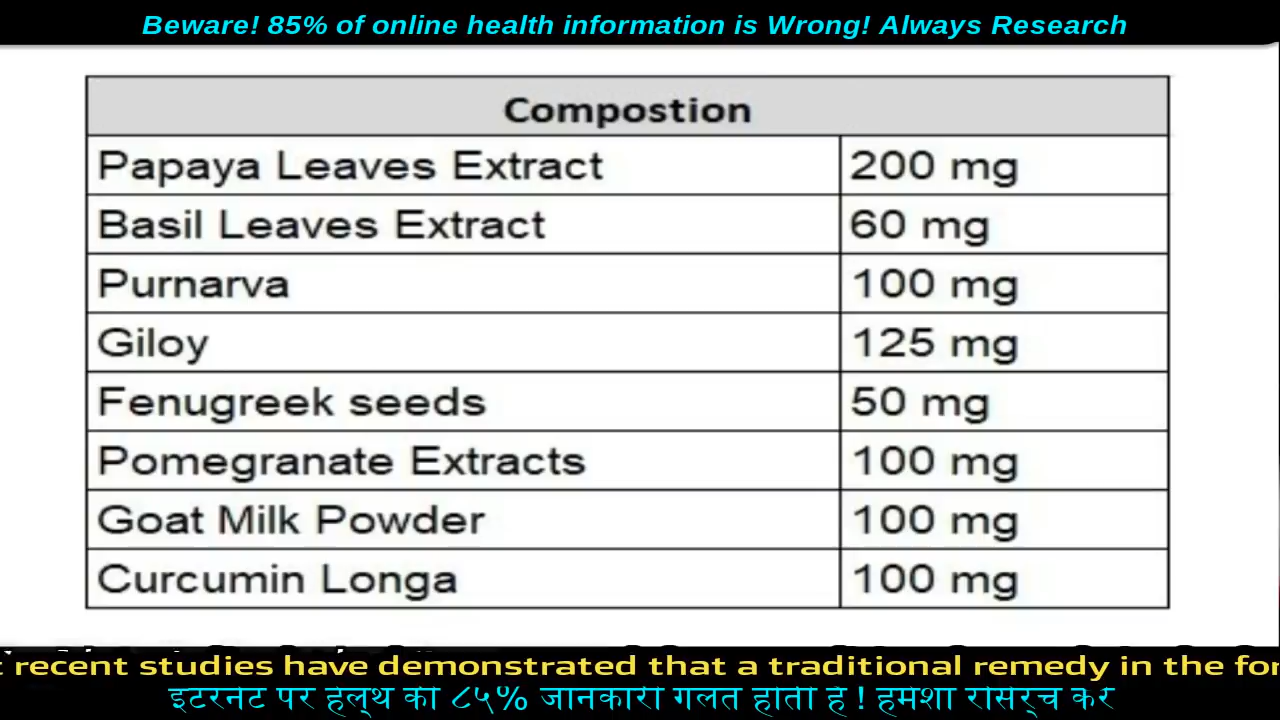 Beware! 85% of online health information is Wrong! Always Research
Compostion
Papaya Leaves Extract 200 mg
Basil Leaves Extract 60 mg
Purnarva 100 mg
Giloy 125 mg
Fenugreek seeds 50 mg
Pomegranate Extracts 100 mg
Goat Milk Powder 100 mg
Curcumin Longa 100 mg
recent studies have demonstrated that a traditional remedy in the for
इंटरनेट पर हेल्थ की ८५% जानकारी गलत होती है ! हमेशा रिसर्च करें